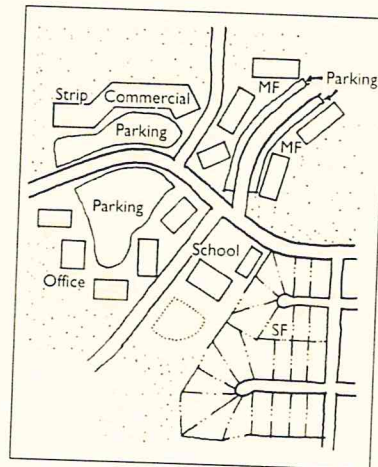 Parking
MF
Strip Commercial
Parking
MF
Parking
School
Office
SF